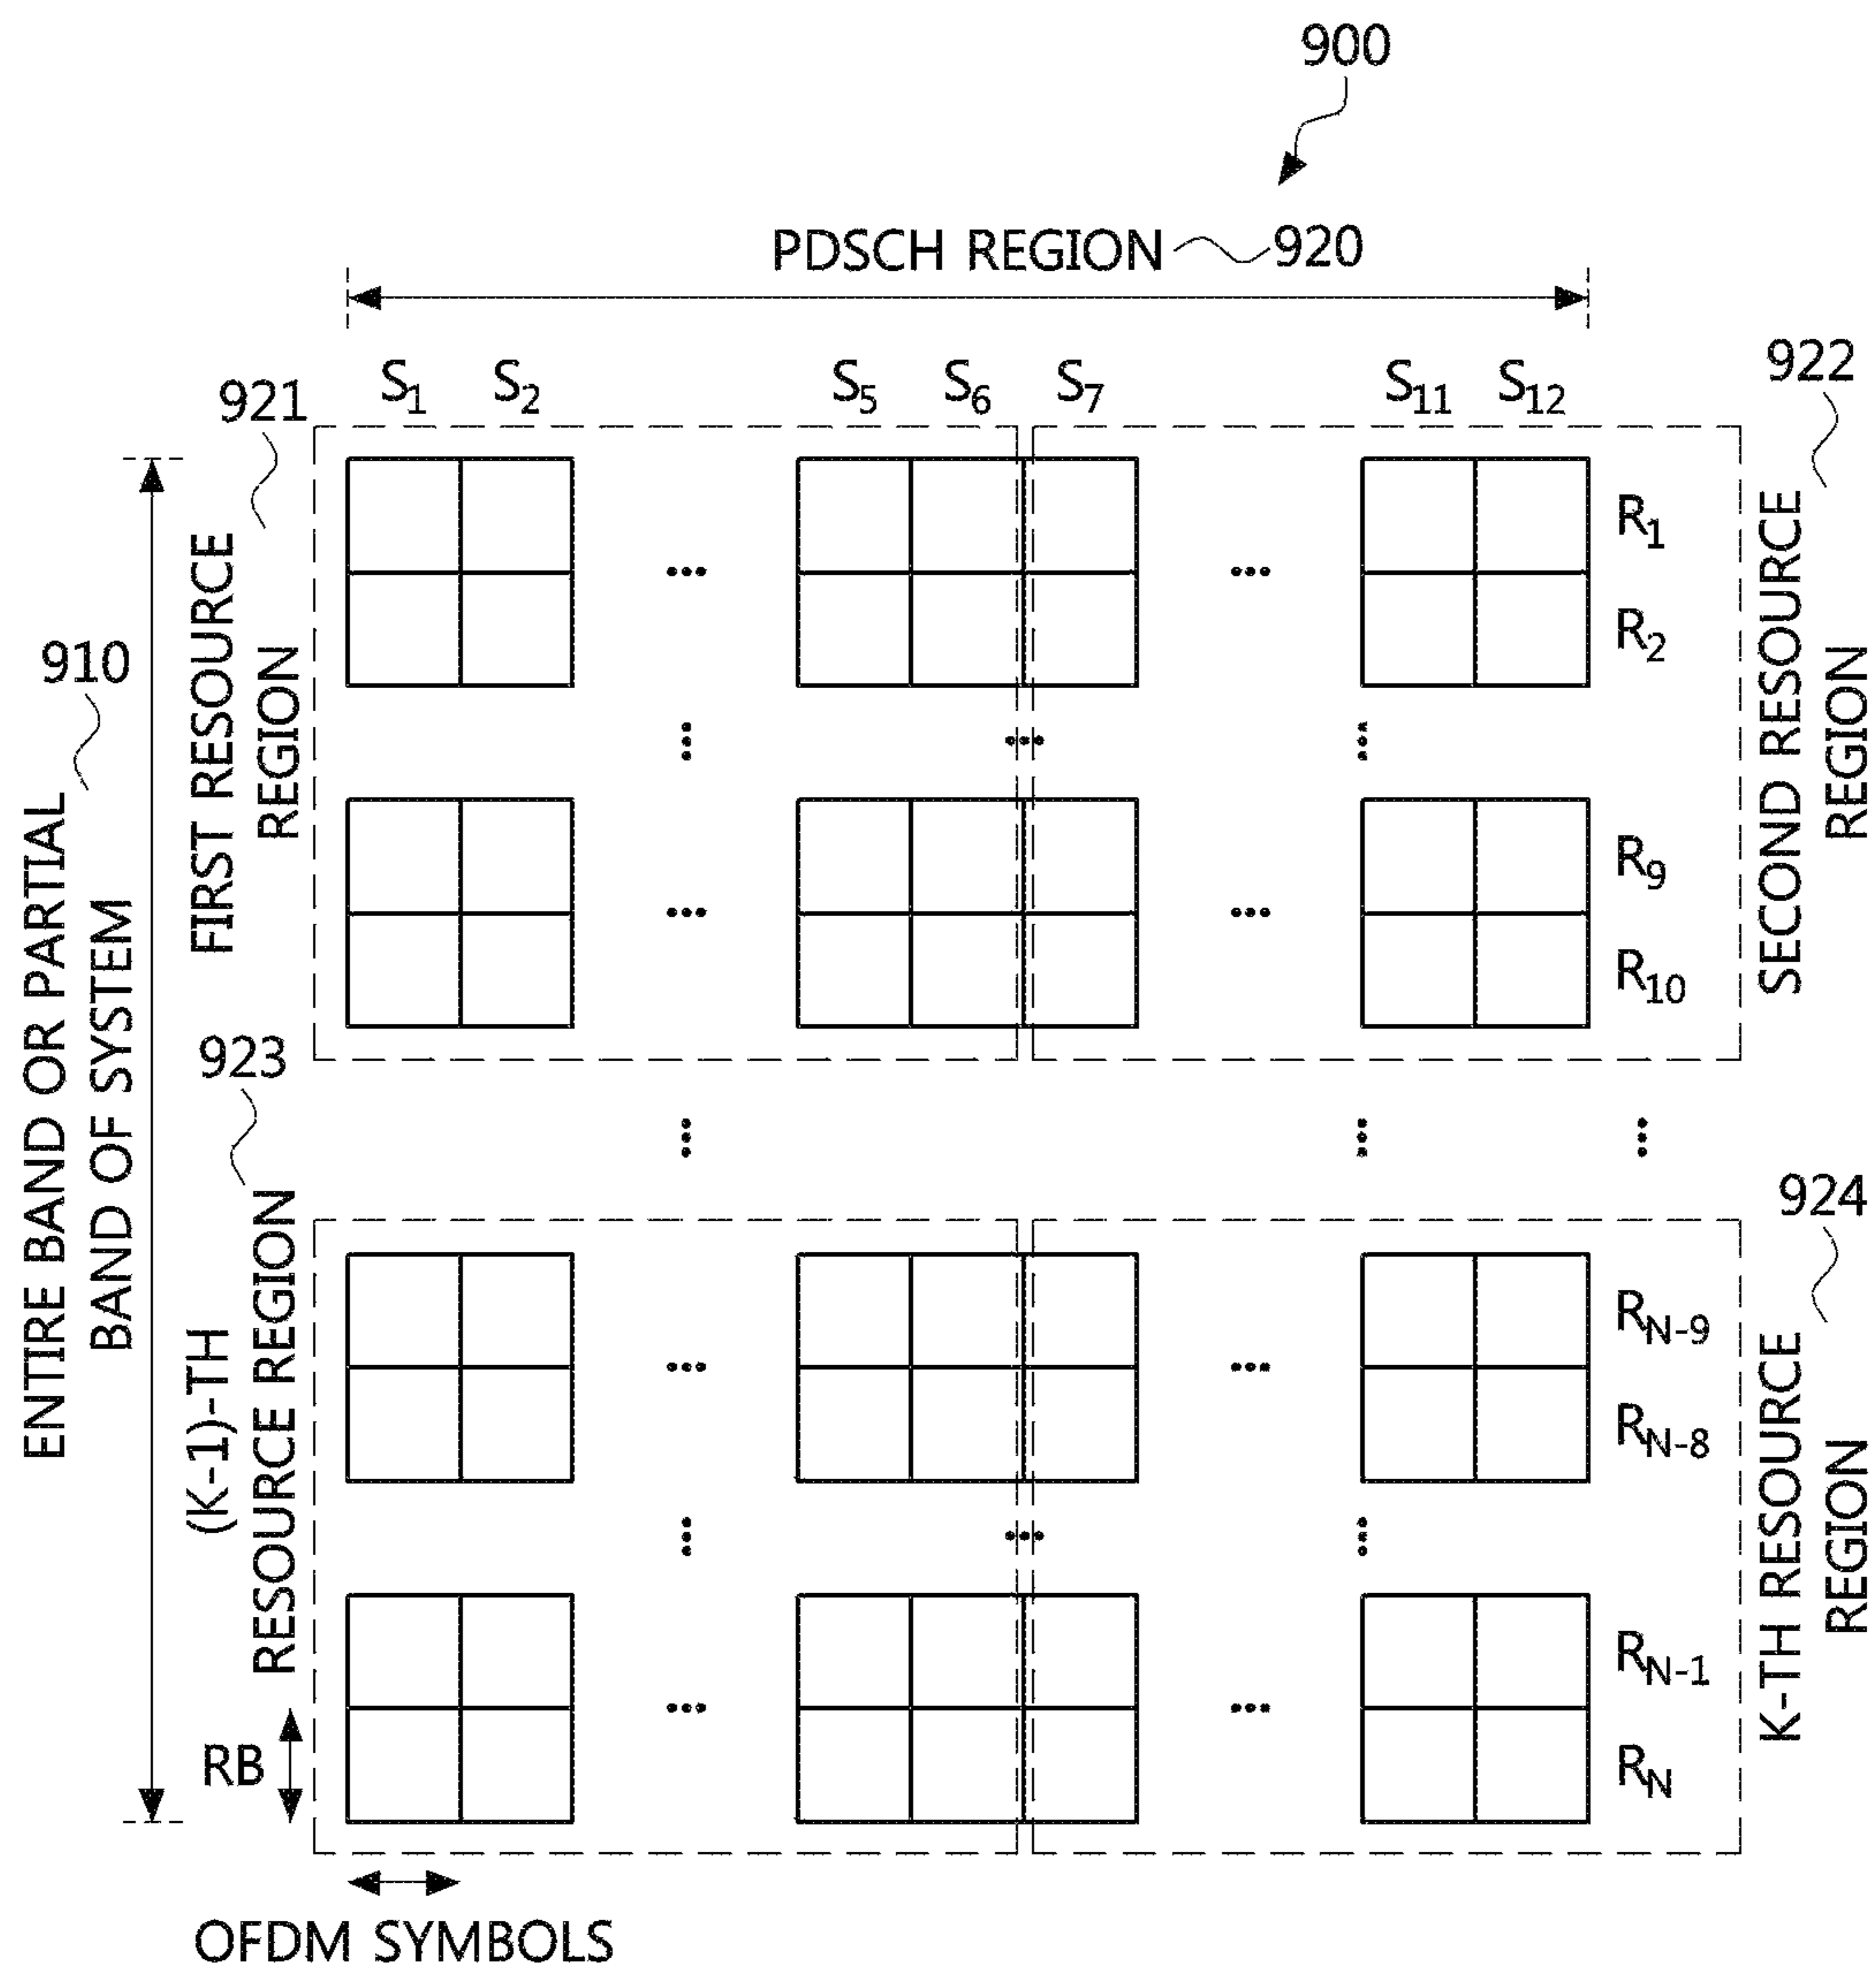 900
PDSCH REGION 920
S1 S2 S5 S6 S7 S11 S12
921
922
910
ENTIRE BAND OR PARTIAL
BAND OF SYSTEM
FIRST RESOURCE
REGION
... ...
R1
R2
SECOND RESOURCE
REGION
... ... ...
... ...
R9
R10
923
... ... ...
924
(K-1)-TH
RESOURCE REGION
... ...
RN-9
RN-8
K-TH RESOURCE
REGION
... ... ...
... ...
RN-1
RN
RB
OFDM SYMBOLS